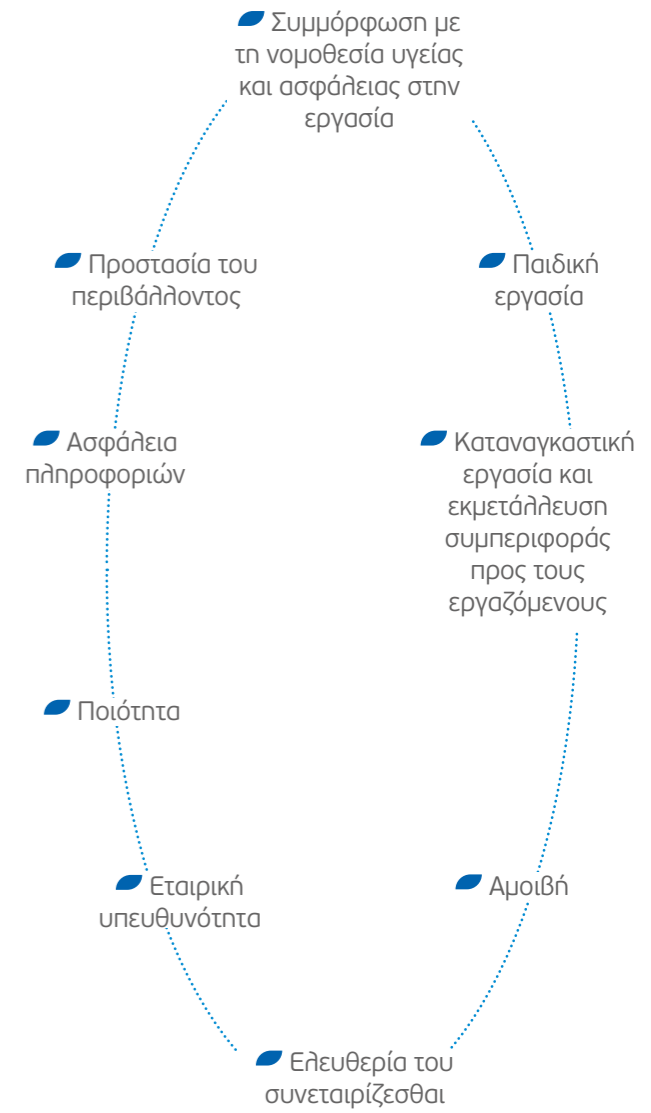 Συμμόρφωση με
τη νομοθεσία υγείας
και ασφάλειας στην
εργασία
Προστασία του
περιβάλλοντος
Παιδική
εργασία
Ασφάλεια
πληροφοριών
Καταναγκαστική
εργασία και
εκμετάλλευση
συμπεριφοράς
προς τους
εργαζόμενους
Ποιότητα
Εταιρική
υπευθυνότητα
Αμοιβή
Ελευθερία του
συνεταιρίζεσθαι